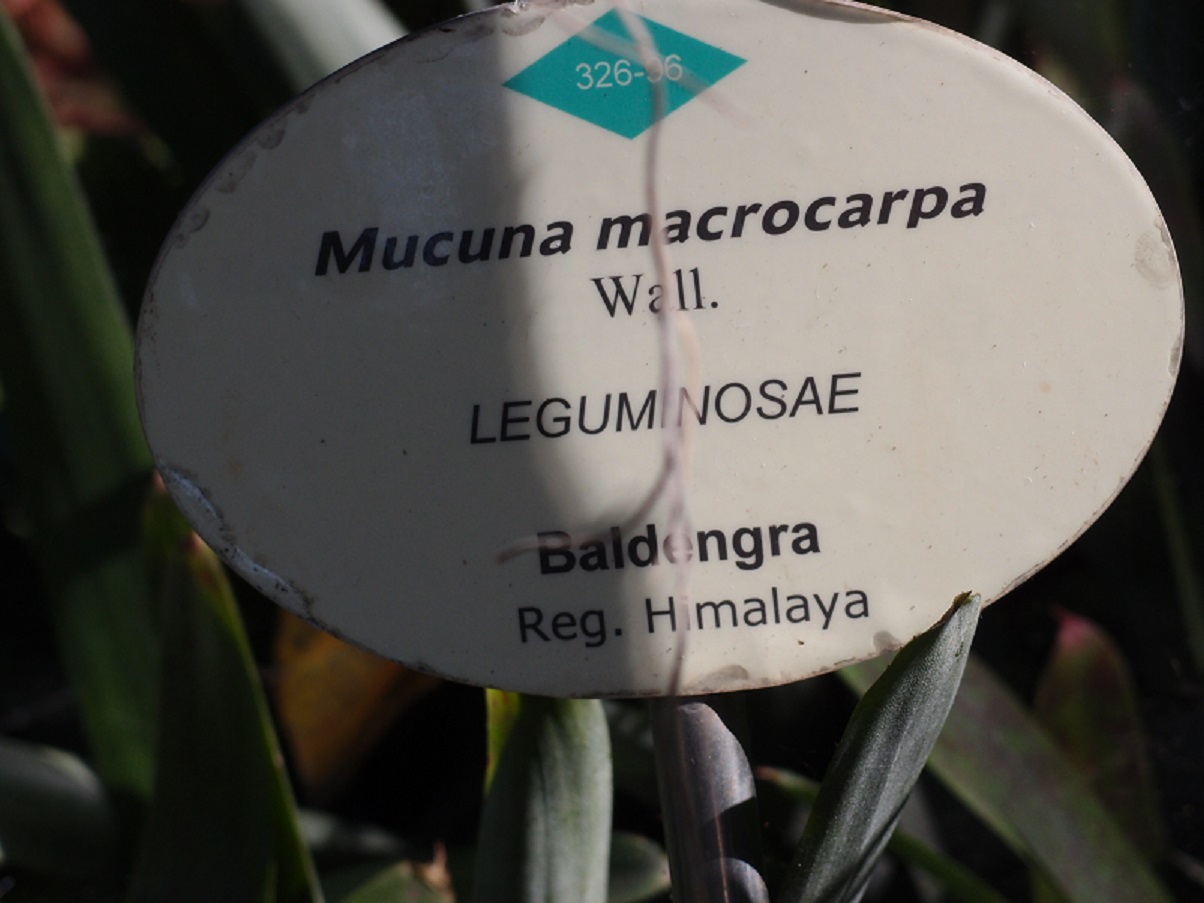 326-96
Mucuna macrocarpa
Wall.
LEGUMINOSAE
Baldengra
Reg. Himalaya